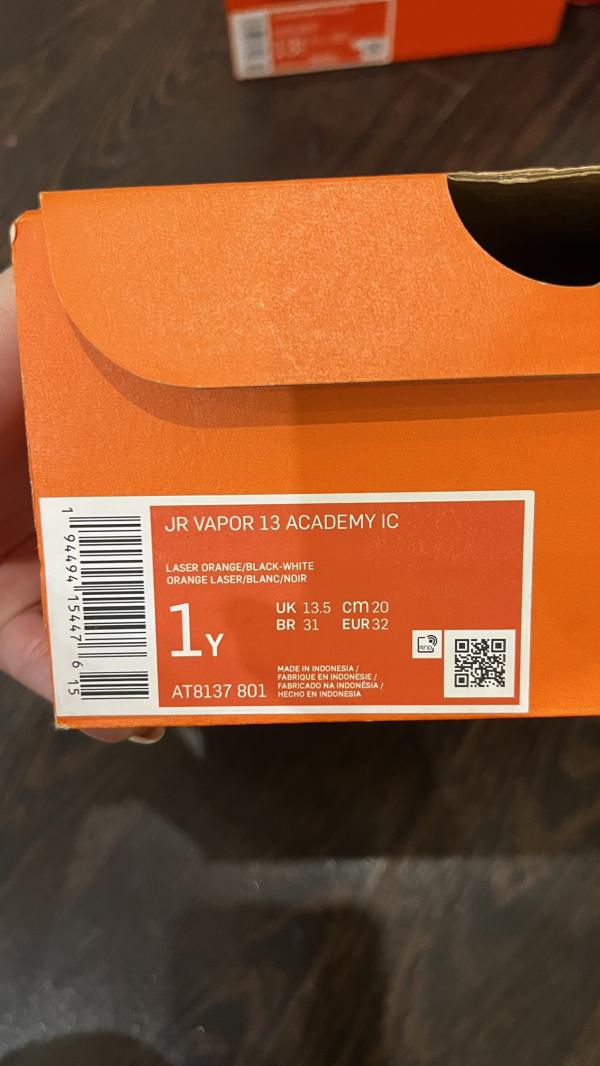 JR VAPOR 13 ACADEMY IC
LASER ORANGE/BLACK-WHITE
ORANGE LASER/BLANC/NOIR
1Y
UK 13.5 cm 20
BR 31 EUR 32
RFID
AT8137 801
MADE IN INDONESIA /
FABRIQUE EN INDONESIE /
FABRICADO NA INDONÉSIA /
HECHO EN INDONESIA
1 94494 15447 6 15